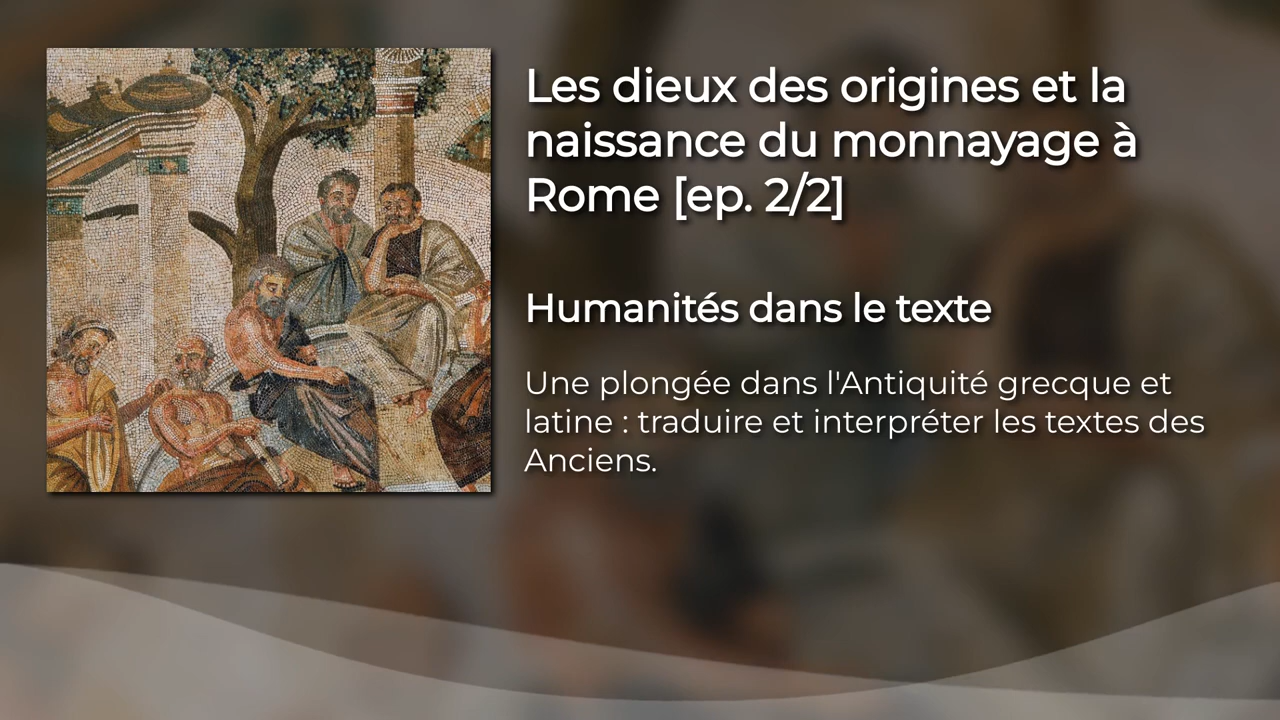 Les dieux des origines et la
naissance du monnayage à
Rome [ep. 2/2]
Humanités dans le texte
Une plongée dans l'Antiquité grecque et
latine : traduire et interpréter les textes des
Anciens.